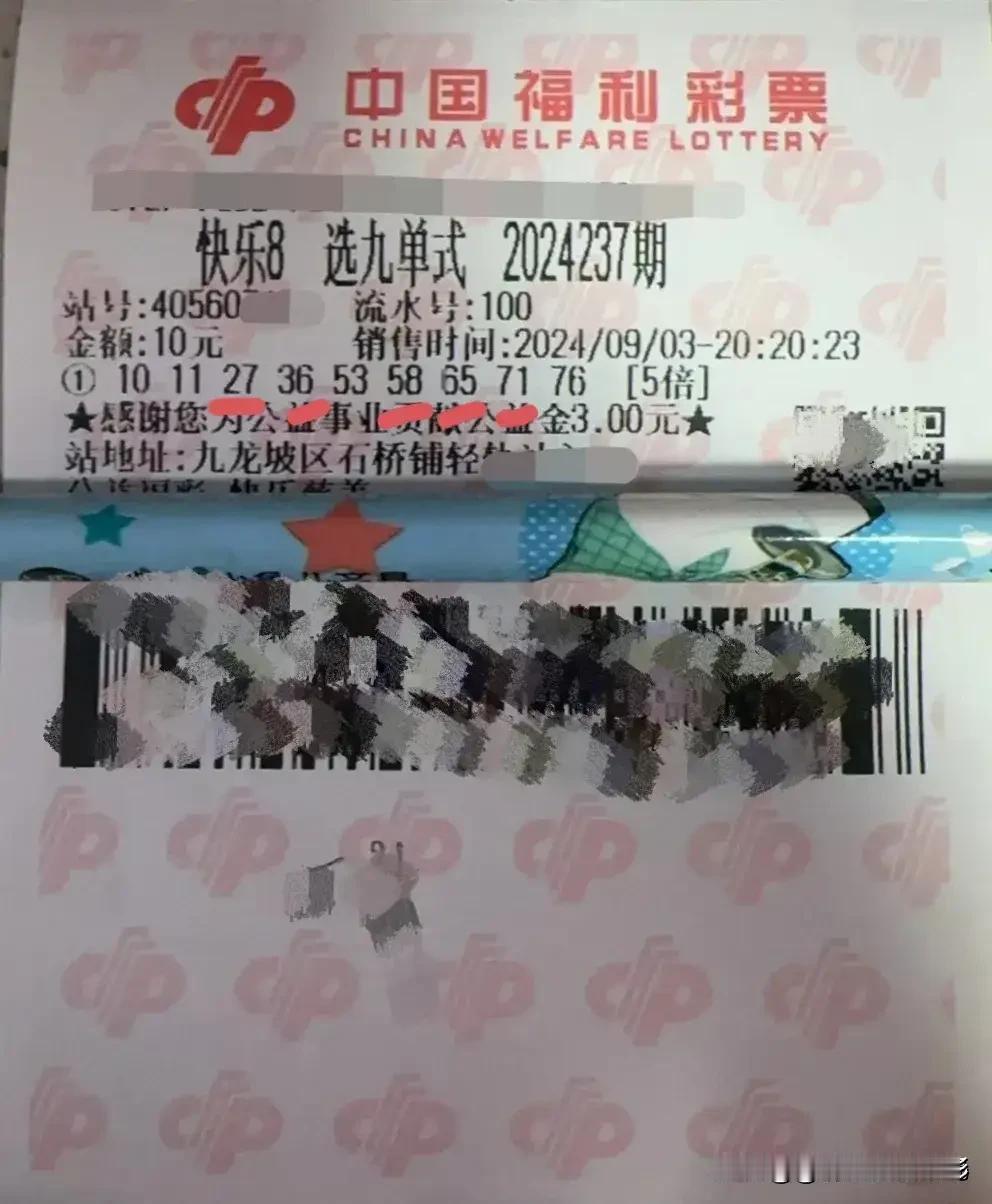 中国福利彩票
CHINA WELFARE LOTTERY
快乐8 选九单式 2024237期
站号:40560 流水号:100
金额:10元 销售时间:2024/09/03-20:20:23
① 10 11 27 36 53 58 65 71 76 [5倍]
★感谢您为公益事业贡献公益金3.00元★
站地址:九龙坡区石桥铺轻